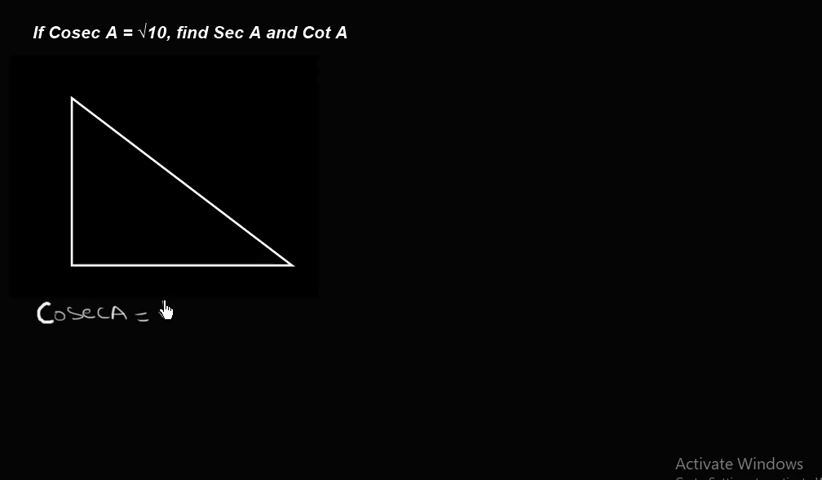 If Cosec A = √10, find Sec A and Cot A
CosecA =
Activate Windows